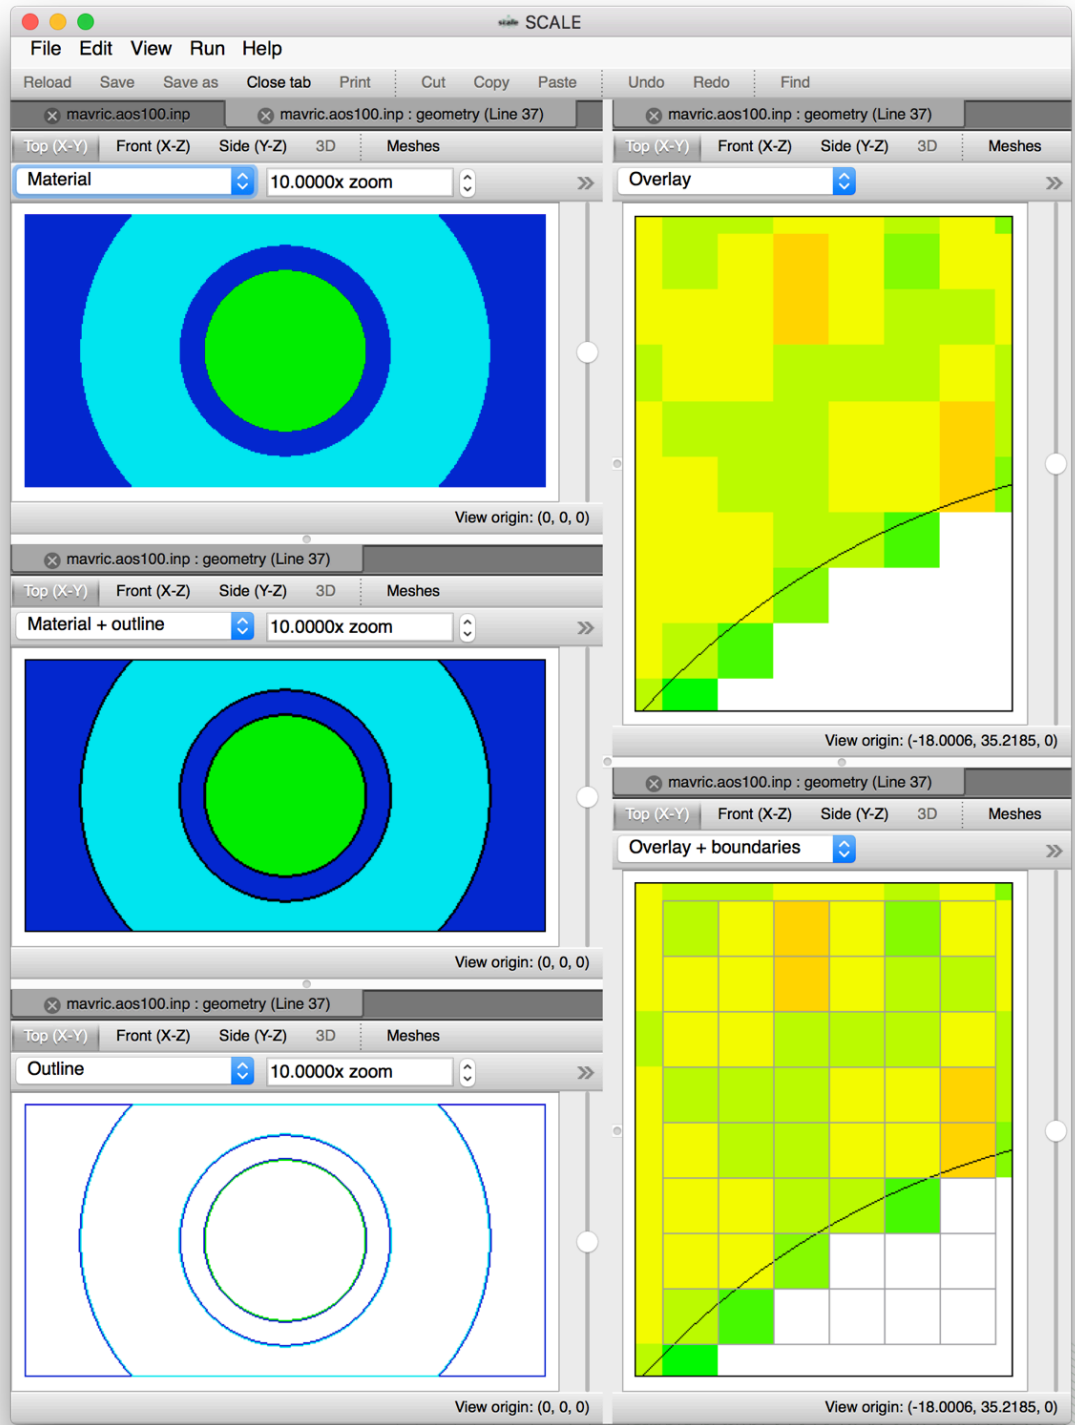 SCALE
File Edit View Run Help
Reload Save Save as Close tab Print Cut Copy Paste Undo Redo Find
mavric.aos100.inp mavric.aos100.inp : geometry (Line 37)
Top (X-Y) Front (X-Z) Side (Y-Z) 3D Meshes
Material 10.0000x zoom
View origin: (0, 0, 0)
mavric.aos100.inp : geometry (Line 37)
Top (X-Y) Front (X-Z) Side (Y-Z) 3D Meshes
Material + outline 10.0000x zoom
View origin: (0, 0, 0)
mavric.aos100.inp : geometry (Line 37)
Top (X-Y) Front (X-Z) Side (Y-Z) 3D Meshes
Outline 10.0000x zoom
View origin: (0, 0, 0)
mavric.aos100.inp : geometry (Line 37)
Top (X-Y) Front (X-Z) Side (Y-Z) 3D Meshes
Overlay
View origin: (-18.0006, 35.2185, 0)
mavric.aos100.inp : geometry (Line 37)
Top (X-Y) Front (X-Z) Side (Y-Z) 3D Meshes
Overlay + boundaries
View origin: (-18.0006, 35.2185, 0)